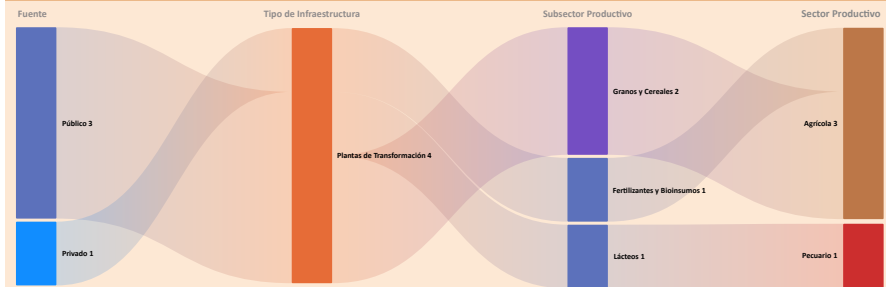 Fuente
Tipo de Infraestructura
Subsector Productivo
Sector Productivo
Público 3
Privado 1
Plantas de Transformación 4
Granos y Cereales 2
Fertilizantes y Bioinsumos 1
Lácteos 1
Agrícola 3
Pecuario 1